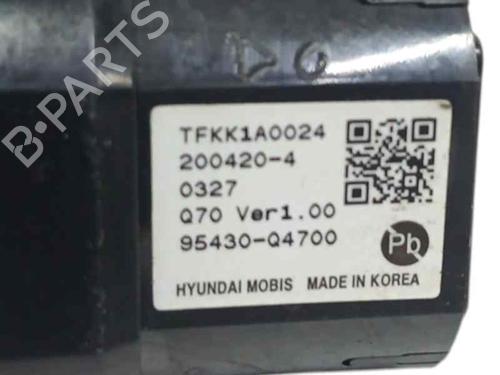 B-PARTS
TFKK1A0024
200420-4
0327
Q70 Ver1.00
95430-Q4700
Pb
HYUNDAI MOBIS MADE IN KOREA